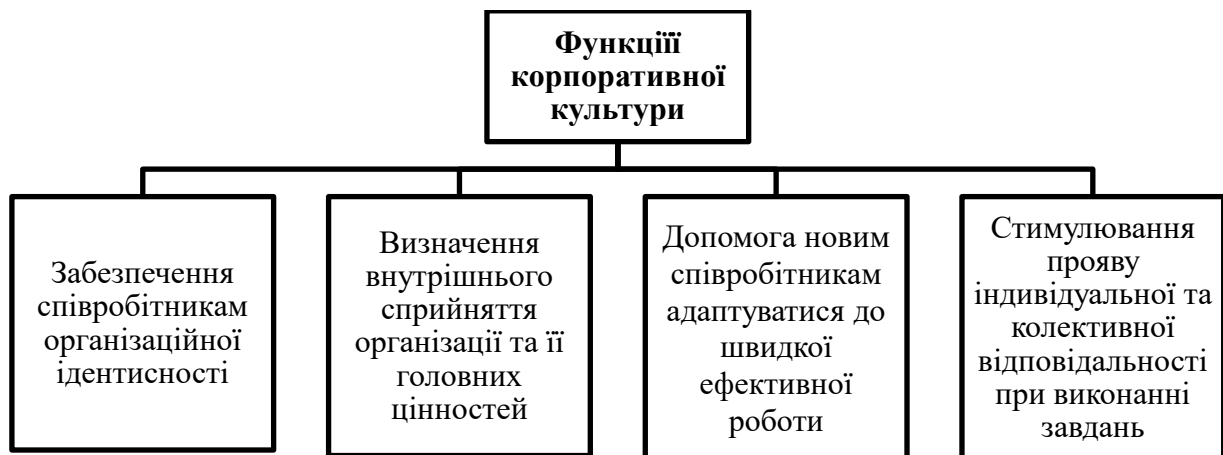 Функціїї
корпоративної
культури
Забезпечення
співробітникам
організаційної
ідентисності
Визначення
внутрішнього
сприйняття
організації та її
головних
цінностей
Допомога новим
співробітникам
адаптуватися до
швидкої
ефективної
роботи
Стимулювання
прояву
індивідуальної та
колективної
відповідальності
при виконанні
завдань